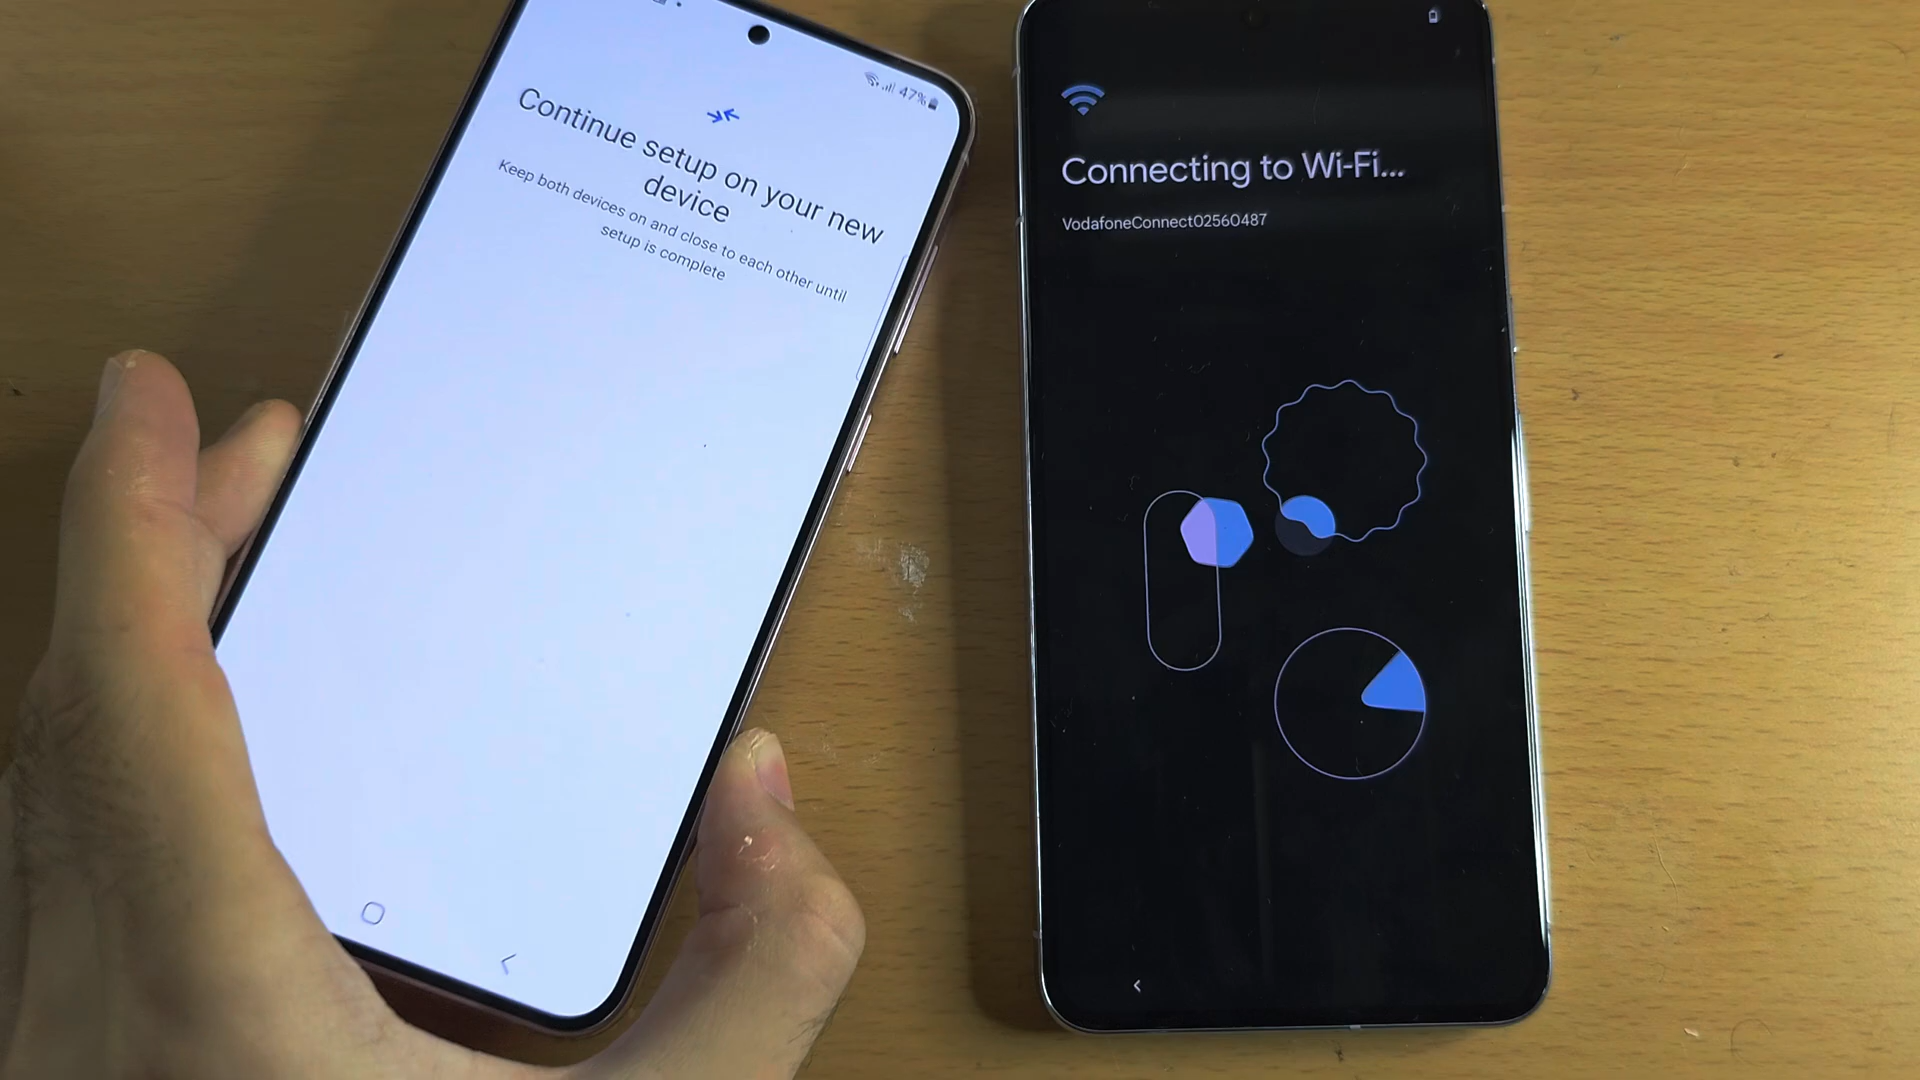 47%
Continue setup on your new
device
Keep both devices on and close to each other until
setup is complete
Connecting to Wi-Fi...
VodafoneConnect02560487